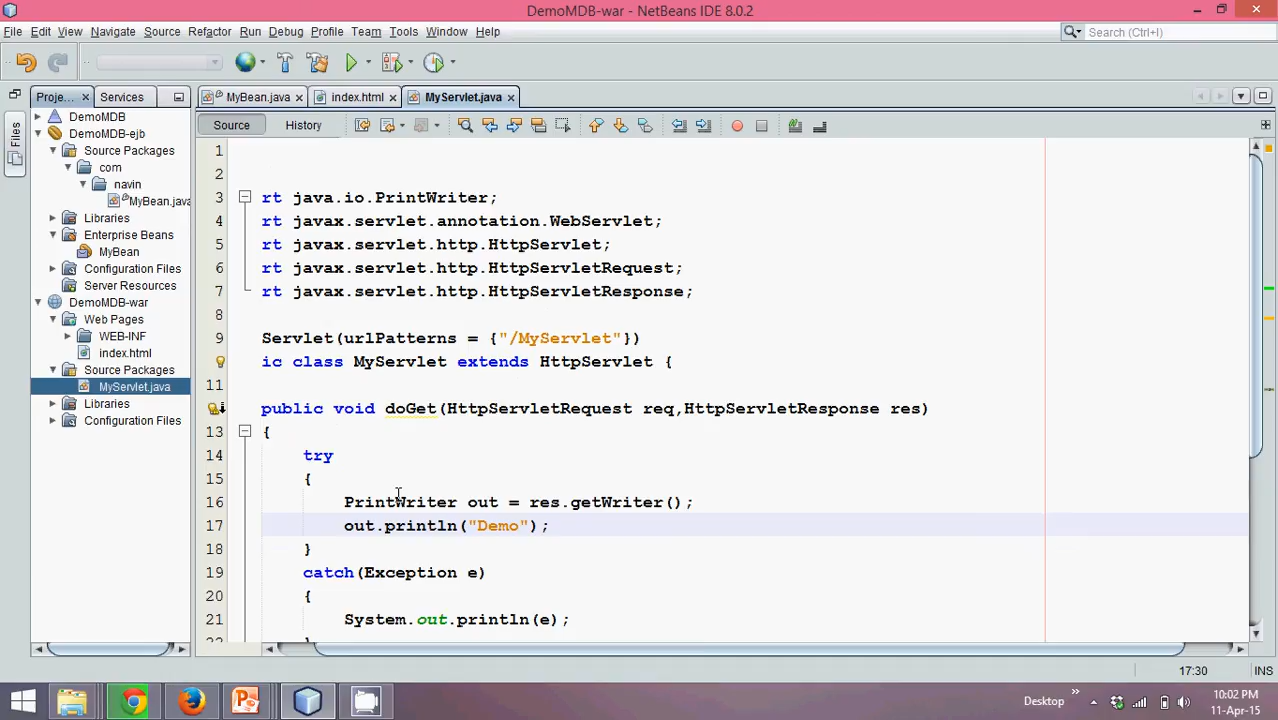 DemoMDB-war - NetBeans IDE 8.0.2
File Edit View Navigate Source Refactor Run Debug Profile Team Tools Window Help
Search (Ctrl+I)
Proje... Services
MyBean.java index.html MyServlet.java
Files
Source History
DemoMDB
DemoMDB-ejb
Source Packages
com
navin
MyBean.java
Libraries
Enterprise Beans
MyBean
Configuration Files
Server Resources
DemoMDB-war
Web Pages
WEB-INF
index.html
Source Packages
MyServlet.java
Libraries
Configuration Files
1
2
3 rt java.io.PrintWriter;
4 rt javax.servlet.annotation.WebServlet;
5 rt javax.servlet.http.HttpServlet;
6 rt javax.servlet.http.HttpServletRequest;
7 rt javax.servlet.http.HttpServletResponse;
8
9 Servlet(urlPatterns = {"/MyServlet"})
ic class MyServlet extends HttpServlet {
11
public void doGet(HttpServletRequest req,HttpServletResponse res)
13 {
14 try
15 {
16 PrintWriter out = res.getWriter();
17 out.println("Demo");
18 }
19 catch(Exception e)
20 {
21 System.out.println(e);
22 }
17:30 INS
Desktop
10:02 PM
11-Apr-15